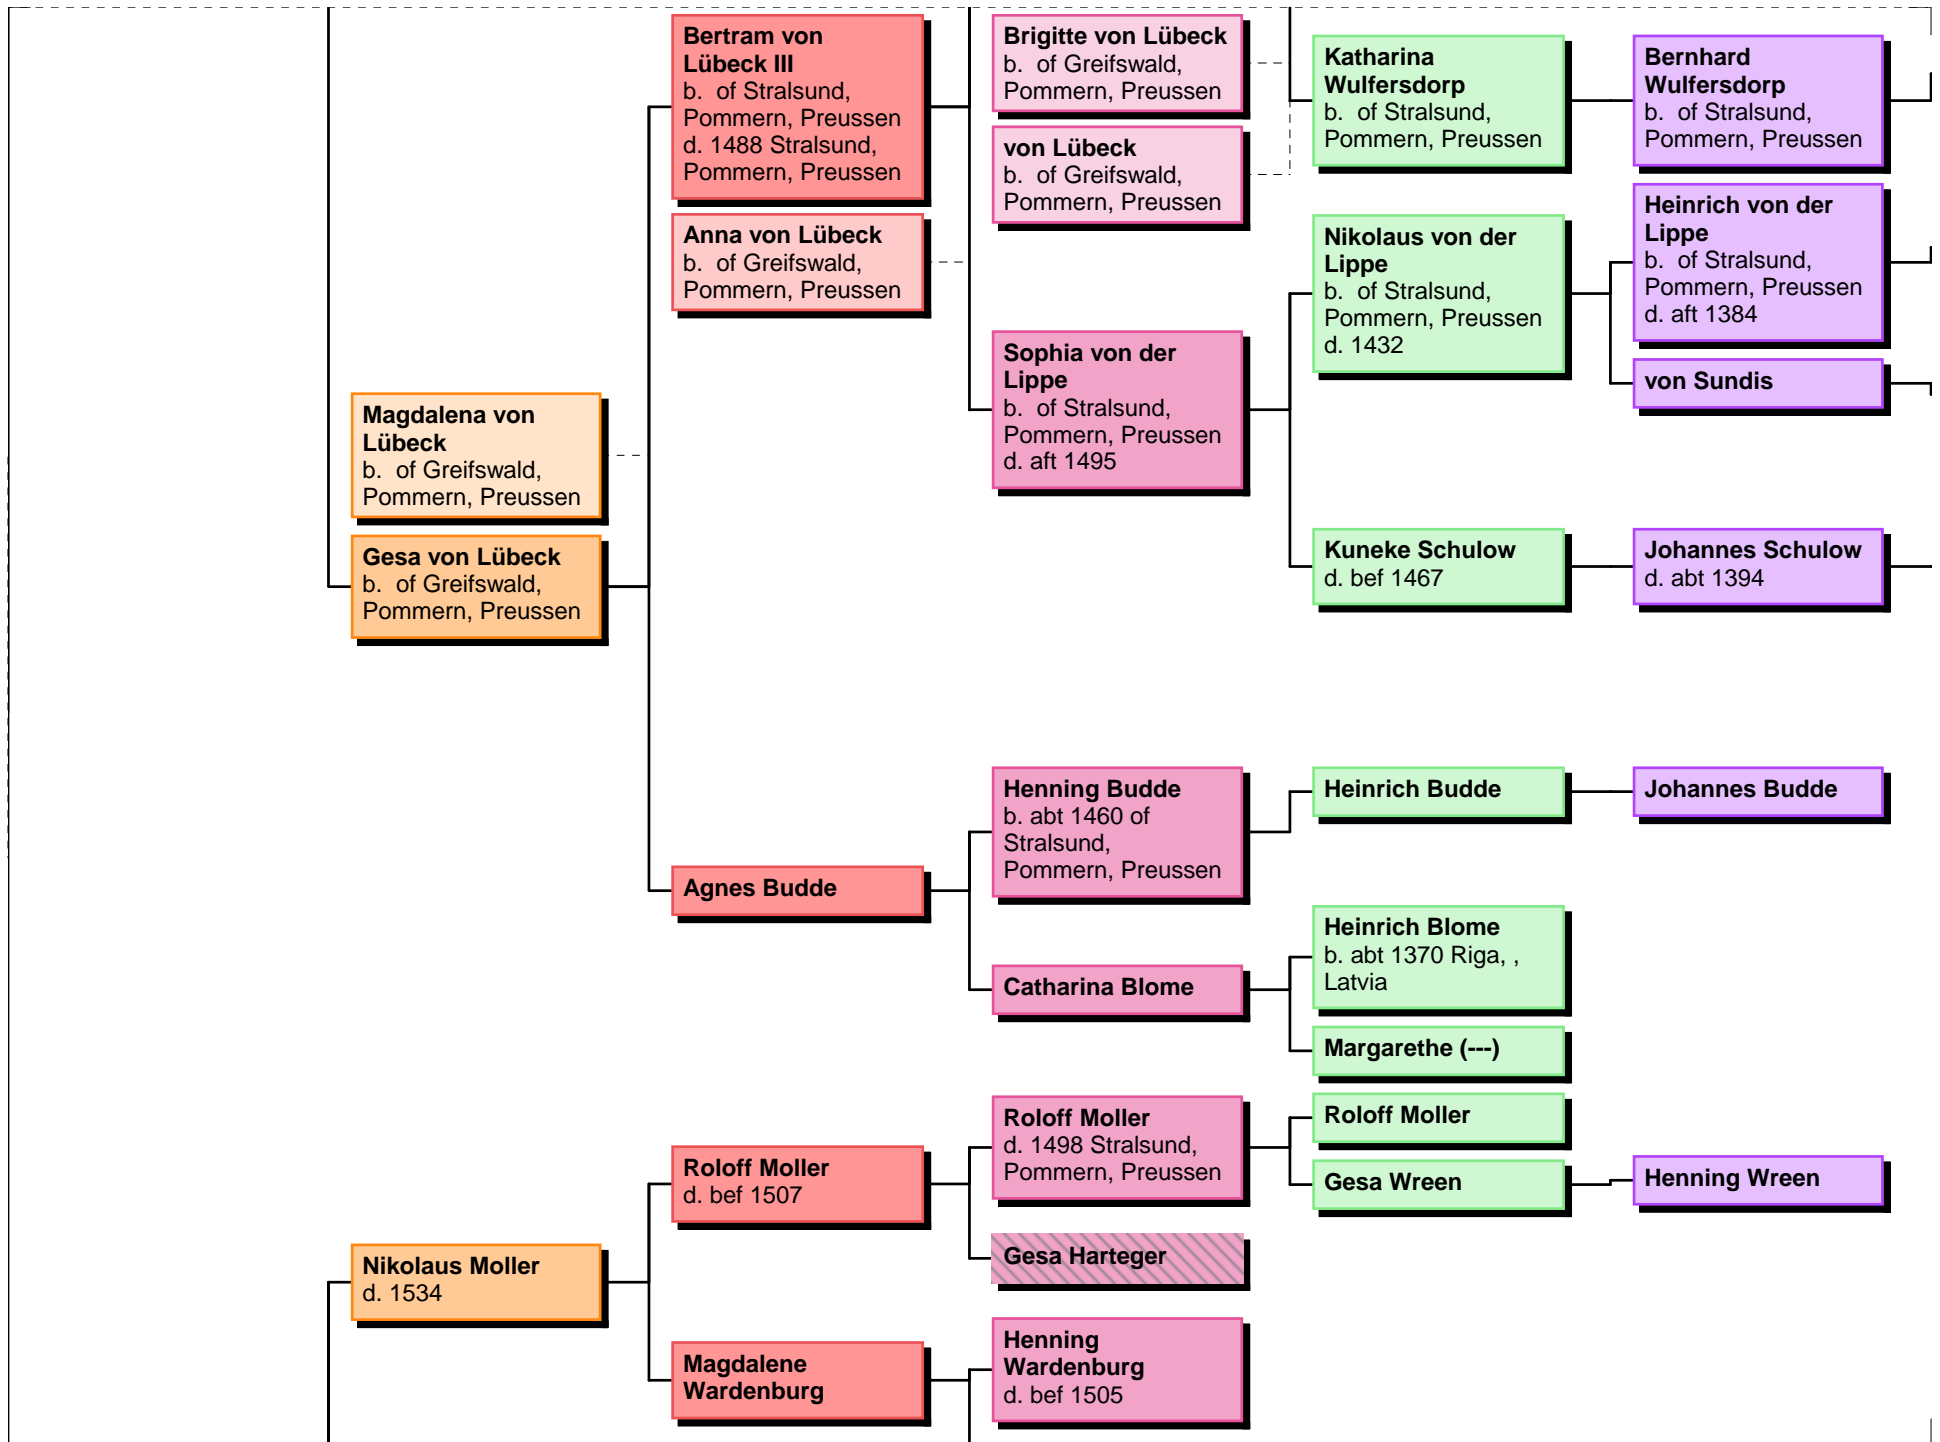 Bertram von
Lübeck III
b.  of Stralsund,
Pommern, Preussen
d. 1488 Stralsund,
Pommern, Preussen
Brigitte von Lübeck
b.  of Greifswald,
Pommern, Preussen
Katharina
Wulfersdorp
b.  of Stralsund,
Pommern, Preussen
Bernhard
Wulfersdorp
b.  of Stralsund,
Pommern, Preussen
von Lübeck
b.  of Greifswald,
Pommern, Preussen
Anna von Lübeck
b.  of Greifswald,
Pommern, Preussen
Nikolaus von der
Lippe
b.  of Stralsund,
Pommern, Preussen
d. 1432
Heinrich von der
Lippe
b.  of Stralsund,
Pommern, Preussen
d. aft 1384
von Sundis
Sophia von der
Lippe
b.  of Stralsund,
Pommern, Preussen
d. aft 1495
Magdalena von
Lübeck
b.  of Greifswald,
Pommern, Preussen
Gesa von Lübeck
b.  of Greifswald,
Pommern, Preussen
Kuneke Schulow
d. bef 1467
Johannes Schulow
d. abt 1394
Henning Budde
b. abt 1460 of
Stralsund,
Pommern, Preussen
Heinrich Budde
Johannes Budde
Agnes Budde
Heinrich Blome
b. abt 1370 Riga, ,
Latvia
Catharina Blome
Margarethe (---)
Roloff Moller
d. 1498 Stralsund,
Pommern, Preussen
Roloff Moller
Gesa Wreen
Henning Wreen
Roloff Moller
d. bef 1507
Gesa Harteger
Nikolaus Moller
d. 1534
Magdalene
Wardenburg
Henning
Wardenburg
d. bef 1505